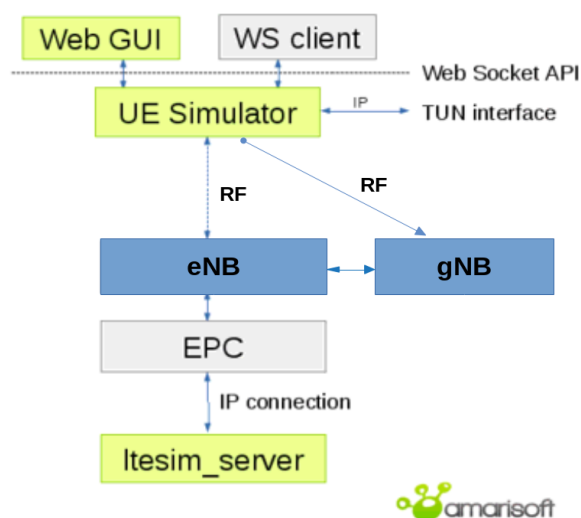 Web GUI
WS client
Web Socket API
UE Simulator
IP
TUN interface
RF
RF
eNB
gNB
EPC
IP connection
ltesim_server
amarisoft